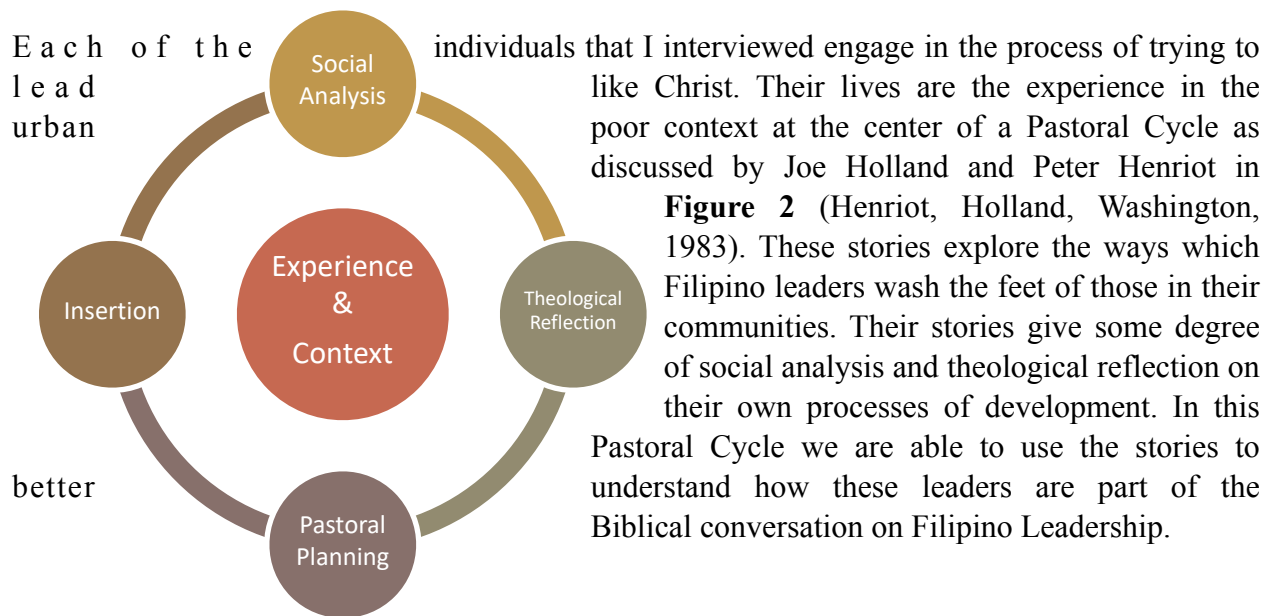 Each of the individuals that I interviewed engage in the process of trying to
lead like Christ. Their lives are the experience in the
urban poor context at the center of a Pastoral Cycle as
discussed by Joe Holland and Peter Henriot in
Figure 2 (Henriot, Holland, Washington,
1983). These stories explore the ways which
Filipino leaders wash the feet of those in their
communities. Their stories give some degree
of social analysis and theological reflection on
their own processes of development. In this
Pastoral Cycle we are able to use the stories to
better understand how these leaders are part of the
Biblical conversation on Filipino Leadership.
Social
Analysis
Theological
Reflection
Pastoral
Planning
Insertion
Experience
&
Context